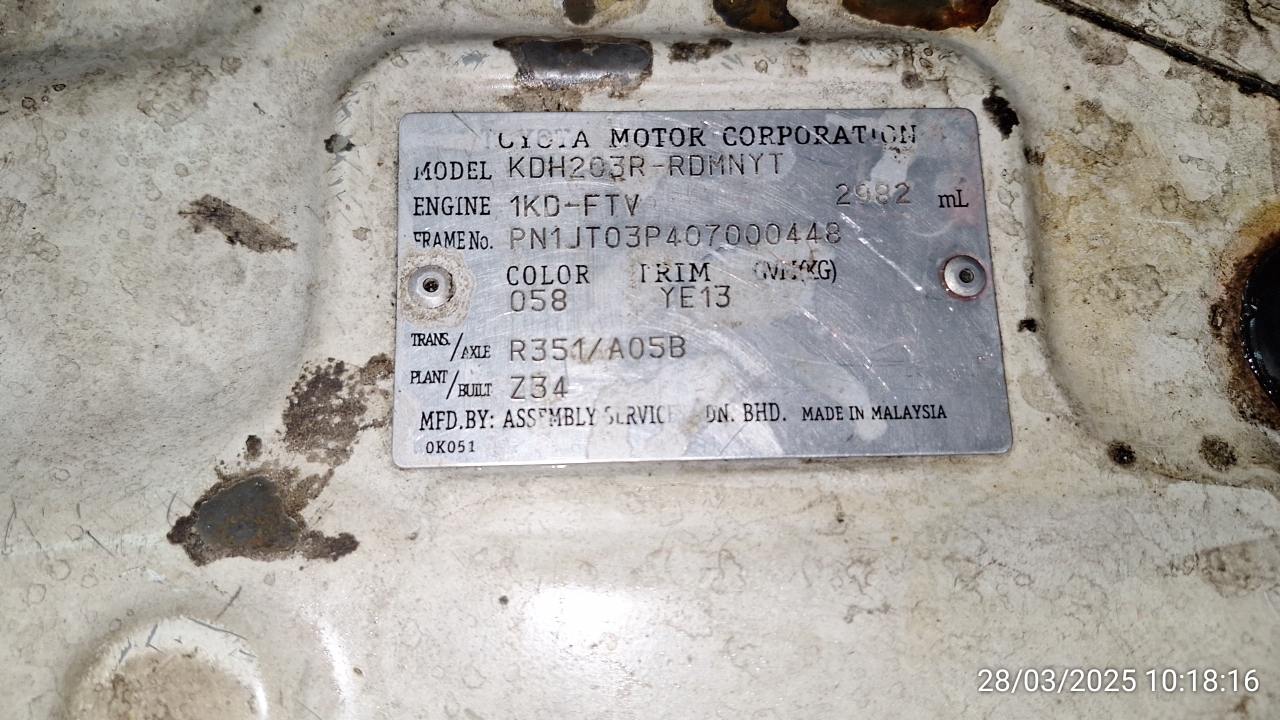 TOYOTA MOTOR CORPORATION
MODEL KDH203R-RDMNYT
ENGINE 1KD-FTV 2982 mL
FRAME No. PN1JT03P407000448
COLOR TRIM GVM(KG)
058 YE13
TRANS./AXLE R351/A05B
PLANT/BUILT Z34
MFD.BY: ASSEMBLY BHD. MADE IN MALAYSIA
0K051
28/03/2025 10:18:16